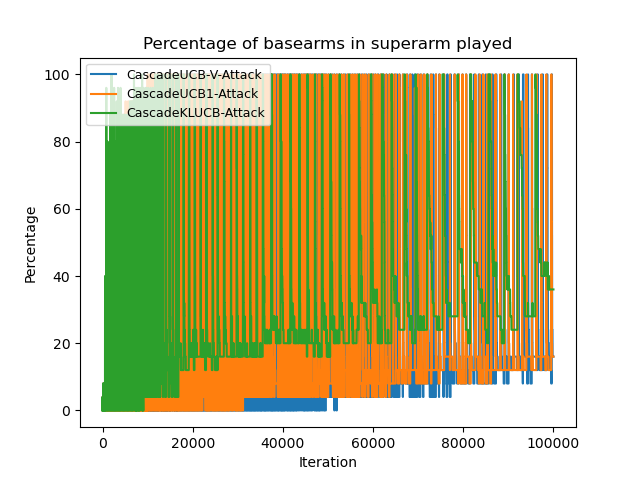 Percentage of basearms in superarm played
CascadeUCB-V-Attack
CascadeUCB1-Attack
CascadeKLUCB-Attack
100
80
60
40
20
0
Percentage
0 20000 40000 60000 80000 100000
Iteration